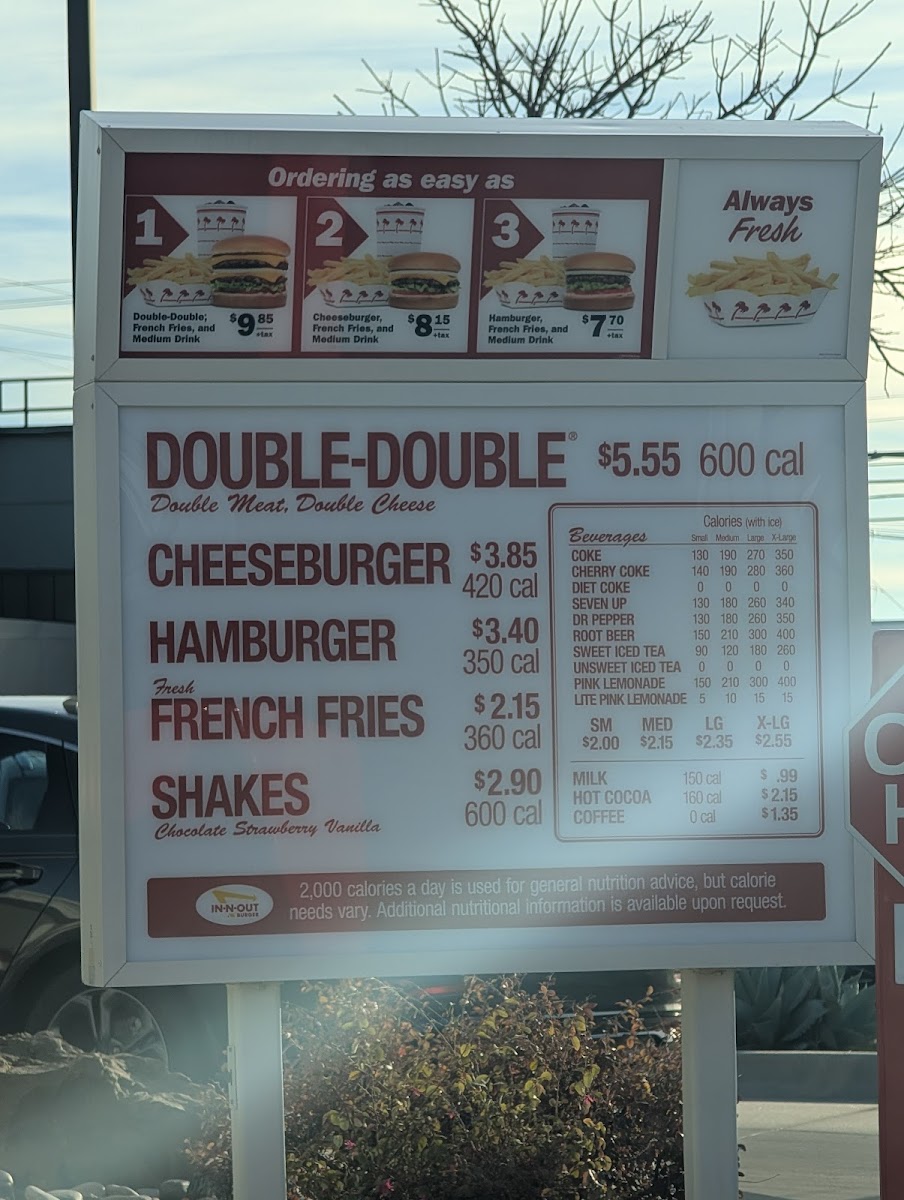 Ordering as easy as
1
Double-Double,
French Fries, and
Medium Drink
$9 85
+tax
2
Cheeseburger,
French Fries, and
Medium Drink
$8 15
+tax
3
Hamburger,
French Fries, and
Medium Drink
$7 70
+tax
Always
Fresh
DOUBLE-DOUBLE® $5.55 600 cal
Double Meat, Double Cheese
CHEESEBURGER $3.85
420 cal
HAMBURGER $3.40
350 cal
Fresh
FRENCH FRIES $2.15
360 cal
SHAKES $2.90
600 cal
Chocolate Strawberry Vanilla
Calories (with ice)
Beverages Small Medium Large X-Large
COKE 130 190 270 350
CHERRY COKE 140 190 280 360
DIET COKE 0 0 0 0
SEVEN UP 130 180 260 340
DR PEPPER 130 180 260 350
ROOT BEER 150 210 300 400
SWEET ICED TEA 90 120 180 260
UNSWEET ICED TEA 0 0 0 0
PINK LEMONADE 150 210 300 400
LITE PINK LEMONADE 5 10 15 15
SM MED LG X-LG
$2.00 $2.15 $2.35 $2.55
MILK 150 cal $ .99
HOT COCOA 160 cal $2.15
COFFEE 0 cal $1.35
IN-N-OUT
BURGER
2,000 calories a day is used for general nutrition advice, but calorie
needs vary. Additional nutritional information is available upon request.